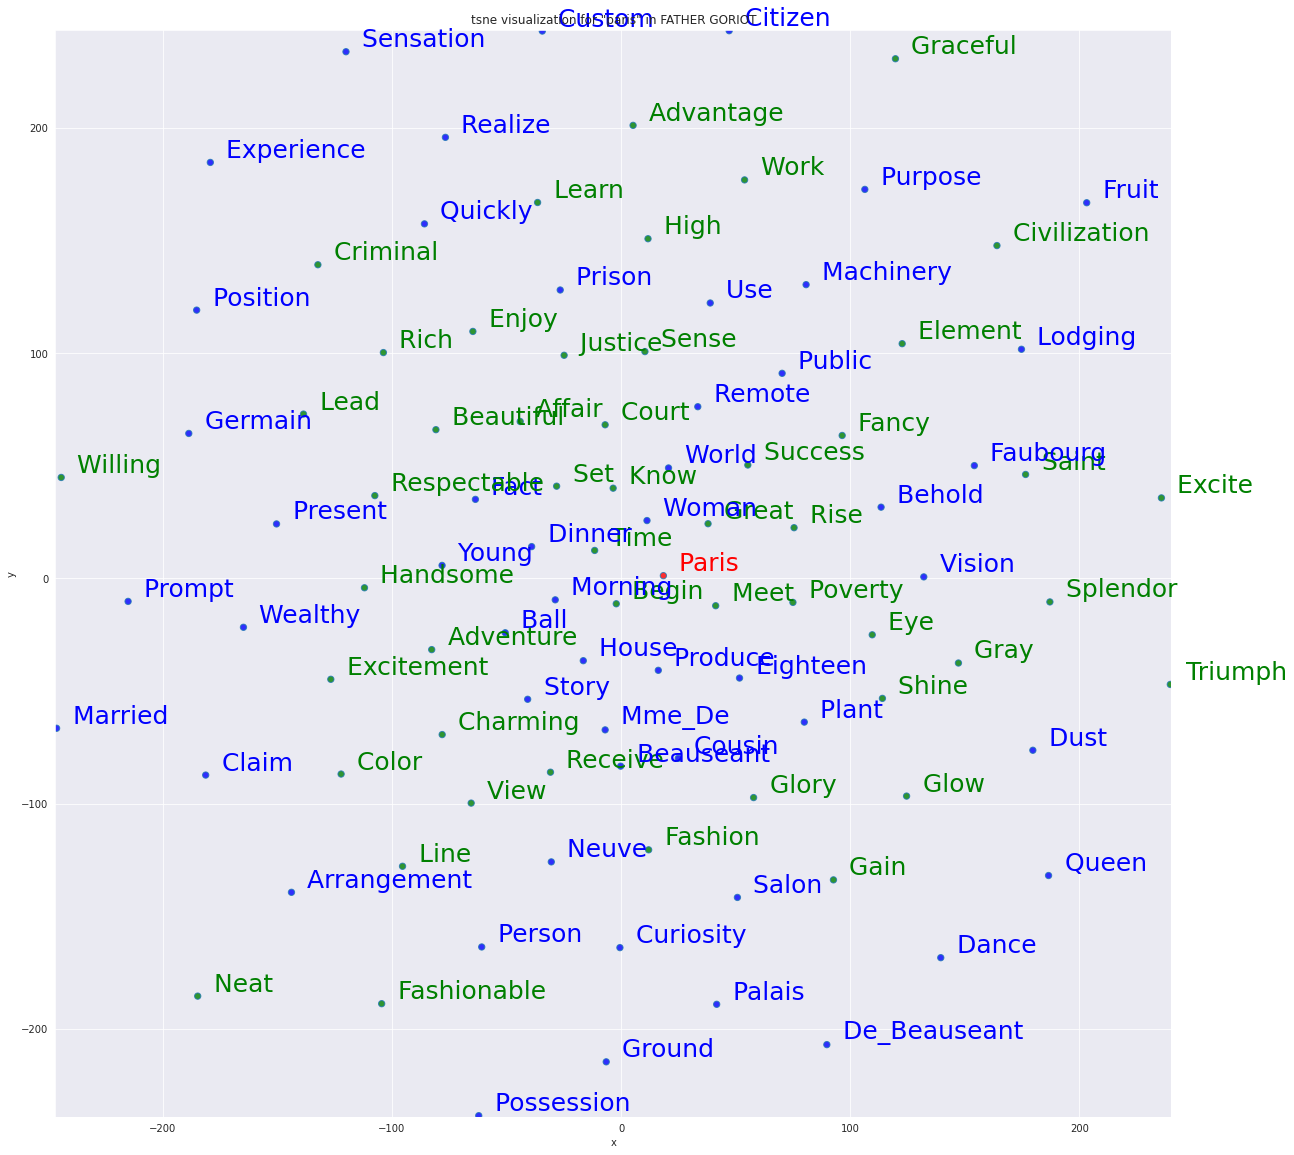 tsne visualization for "paris" in FATHER GORIOT
Custom
Citizen
Sensation
Graceful
Advantage
Realize
Experience
Work
Purpose
Learn
Fruit
Quickly
High
Civilization
Criminal
Prison
Machinery
Position
Use
Enjoy
Rich
Justice
Sense
Element
Lodging
Public
Lead
Remote
Germain
Beautiful
Affair
Court
Fancy
World
Success
Faubourg
Saint
Willing
Respectable
Fact
Set
Know
Excite
Present
Woman
Great
Rise
Behold
Dinner
Time
Young
Paris
Vision
Handsome
Prompt
Morning
Begin
Meet
Poverty
Splendor
Wealthy
Ball
Eye
Adventure
House
Produce
Gray
Excitement
Eighteen
Story
Shine
Triumph
Married
Charming
Mme_De
Plant
Claim
Color
Receive
Beauseant
Cousin
Dust
View
Glory
Glow
Line
Neuve
Fashion
Gain
Queen
Arrangement
Salon
Person
Curiosity
Dance
Neat
Fashionable
Palais
Ground
De_Beauseant
Possession
200
100
0
−100
−200
y
−200
−100
0
100
200
x